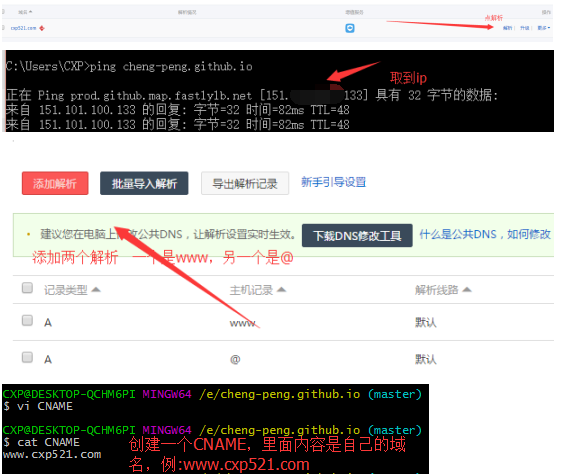 域名
解析
cxp521.com
点解析
解析
升级
更多
C:\Users\CXP>ping cheng-peng.github.io
取到ip
正在 Ping prod.github.map.fastlylb.net [151. 133] 具有 32 字节的数据:
来自 151.101.100.133 的回复: 字节=32 时间=82ms TTL=48
来自 151.101.100.133 的回复: 字节=32 时间=82ms TTL=48
添加解析 批量导入解析 导出解析记录 新手引导设置
建议您在电脑上 改公共DNS,让解析设置实时生效。 下载DNS修改工具 什么是公共DNS,如何修改
添加两个解析 一个是www,另一个是@
记录类型 主机记录 解析线路
A www 默认
A @ 默认
CXP@DESKTOP-QCHM6PI MINGW64 /e/cheng-peng.github.io (master)
$ vi CNAME
CXP@DESKTOP-QCHM6PI MINGW64 /e/cheng-peng.github.io (master)
$ cat CNAME
www.cxp521.com
创建一个CNAME,里面内容是自己的域
名,例:www.cxp521.com